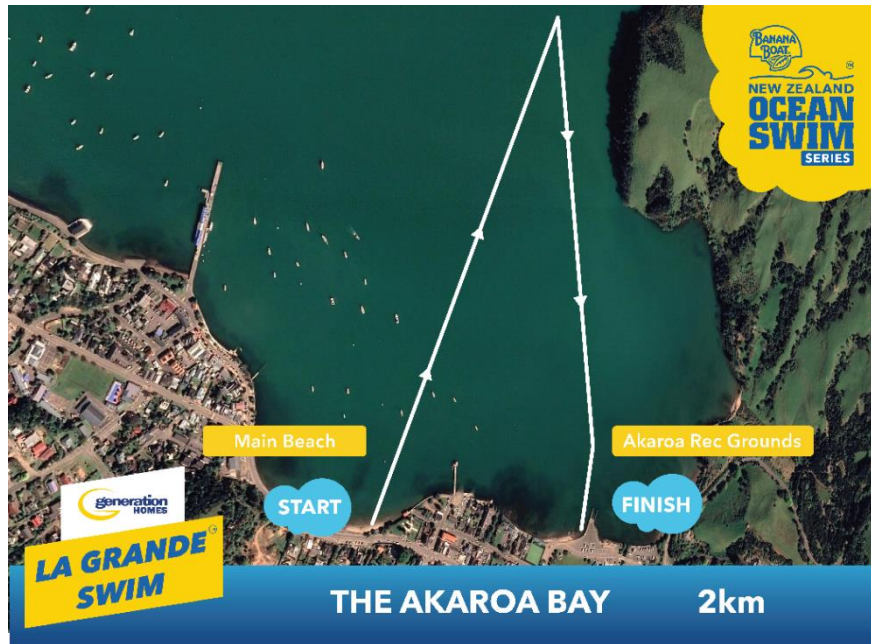 BANANA
BOAT
NEW ZEALAND
OCEAN
SWIM
SERIES
Main Beach
Akaroa Rec Grounds
START
FINISH
generation
HOMES
LA GRANDE
SWIM
THE AKAROA BAY 2km